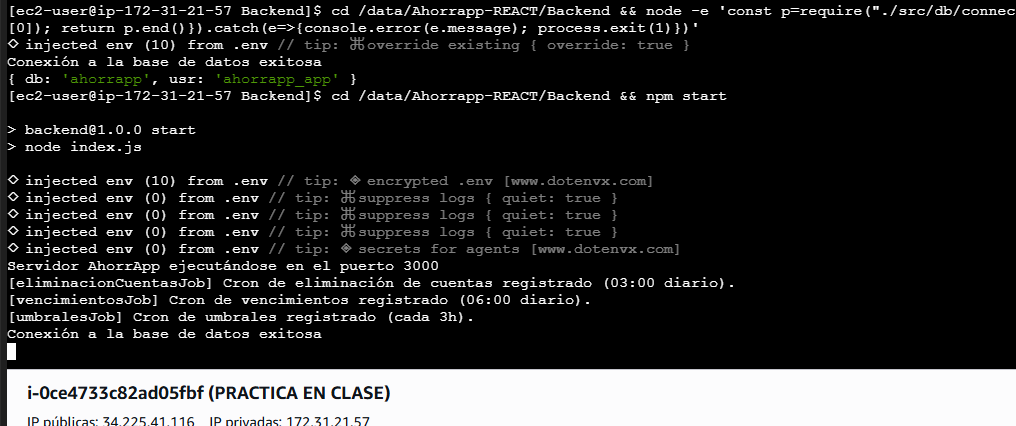 [ec2-user@ip-172-31-21-57 Backend]$ cd /data/Ahorrapp-REACT/Backend && node -e 'const p=require("./src/db/connec
[0]); return p.end()}).catch(e=>{console.error(e.message); process.exit(1)})'
◇ injected env (10) from .env // tip: ⌘ override existing { override: true }
Conexión a la base de datos exitosa
{ db: 'ahorrapp', usr: 'ahorrapp_app' }
[ec2-user@ip-172-31-21-57 Backend]$ cd /data/Ahorrapp-REACT/Backend && npm start
> backend@1.0.0 start
> node index.js
◇ injected env (10) from .env // tip: ◈ encrypted .env [www.dotenvx.com]
◇ injected env (0) from .env // tip: ⌘ suppress logs { quiet: true }
◇ injected env (0) from .env // tip: ⌘ suppress logs { quiet: true }
◇ injected env (0) from .env // tip: ⌘ suppress logs { quiet: true }
◇ injected env (0) from .env // tip: ◈ secrets for agents [www.dotenvx.com]
Servidor AhorrApp ejecutándose en el puerto 3000
[eliminacionCuentasJob] Cron de eliminación de cuentas registrado (03:00 diario).
[vencimientosJob] Cron de vencimientos registrado (06:00 diario).
[umbralesJob] Cron de umbrales registrado (cada 3h).
Conexión a la base de datos exitosa
i-0ce4733c82ad05fbf (PRACTICA EN CLASE)
IP públicas: 34.225.41.116 IP privadas: 172.31.21.57